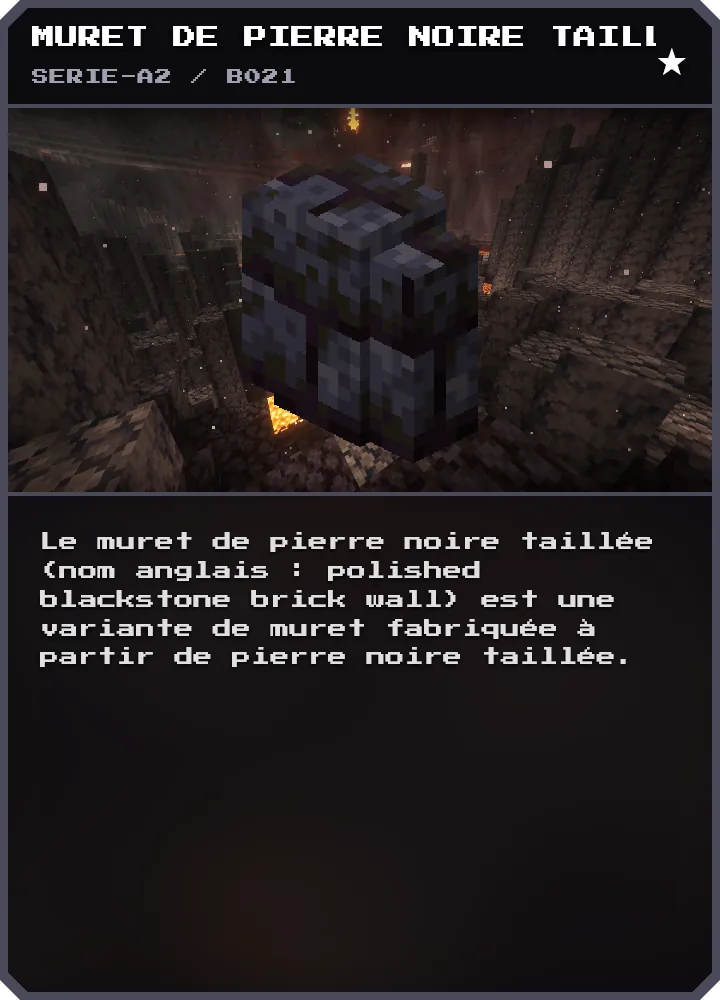 MURET DE PIERRE NOIRE TAILL
SERIE-A2 / B021
Le muret de pierre noire taillée
(nom anglais : polished
blackstone brick wall) est une
variante de muret fabriquée à
partir de pierre noire taillée.